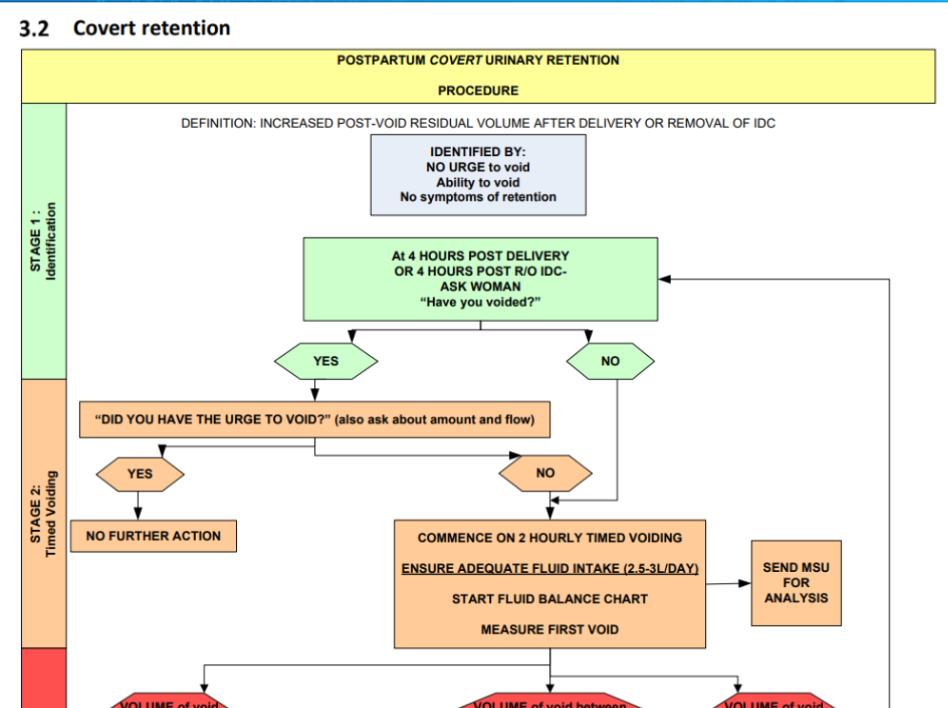 3.2 Covert retention
POSTPARTUM COVERT URINARY RETENTION
PROCEDURE
DEFINITION: INCREASED POST-VOID RESIDUAL VOLUME AFTER DELIVERY OR REMOVAL OF IDC
STAGE 1 :
Identification
IDENTIFIED BY:
NO URGE to void
Ability to void
No symptoms of retention
At 4 HOURS POST DELIVERY
OR 4 HOURS POST R/O IDC-
ASK WOMAN
“Have you voided?”
YES
NO
STAGE 2:
Timed Voiding
“DID YOU HAVE THE URGE TO VOID?” (also ask about amount and flow)
YES
NO
NO FURTHER ACTION
COMMENCE ON 2 HOURLY TIMED VOIDING
ENSURE ADEQUATE FLUID INTAKE (2.5-3L/DAY)
START FLUID BALANCE CHART
MEASURE FIRST VOID
SEND MSU
FOR
ANALYSIS
VOLUME of void
VOLUME of void between
VOLUME of void